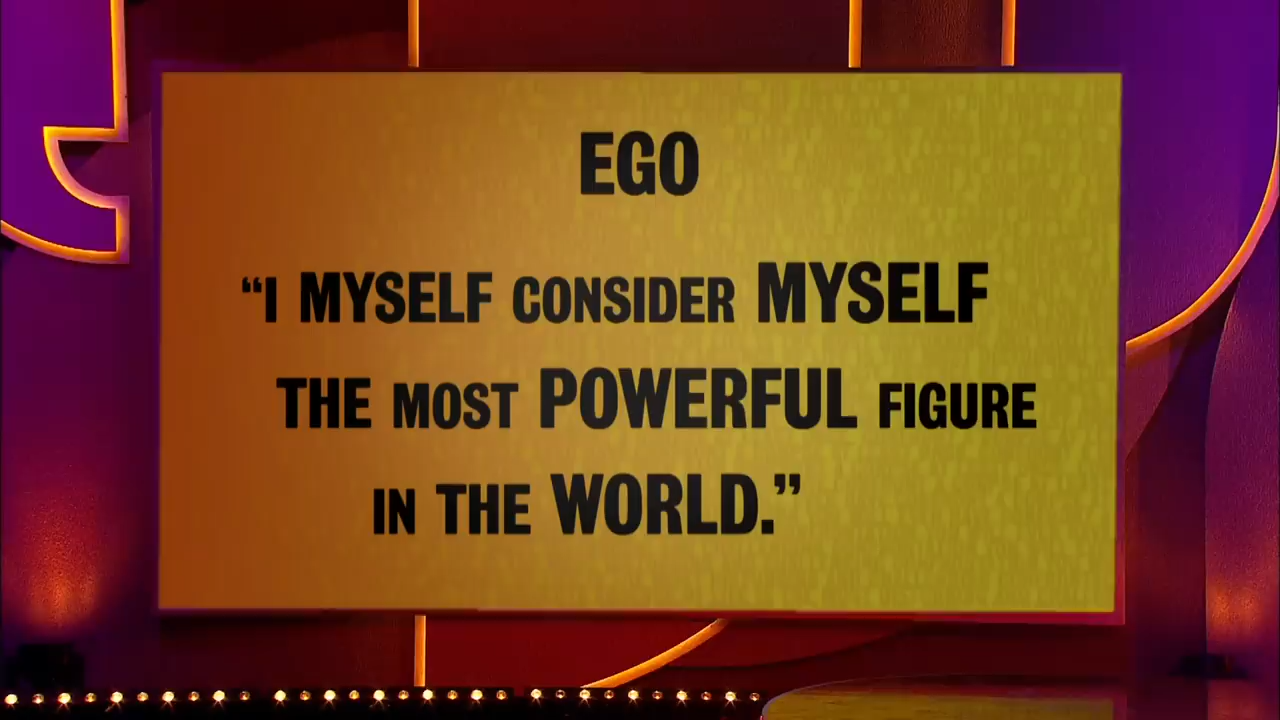 EGO
“I MYSELF CONSIDER MYSELF
THE MOST POWERFUL FIGURE
IN THE WORLD.”